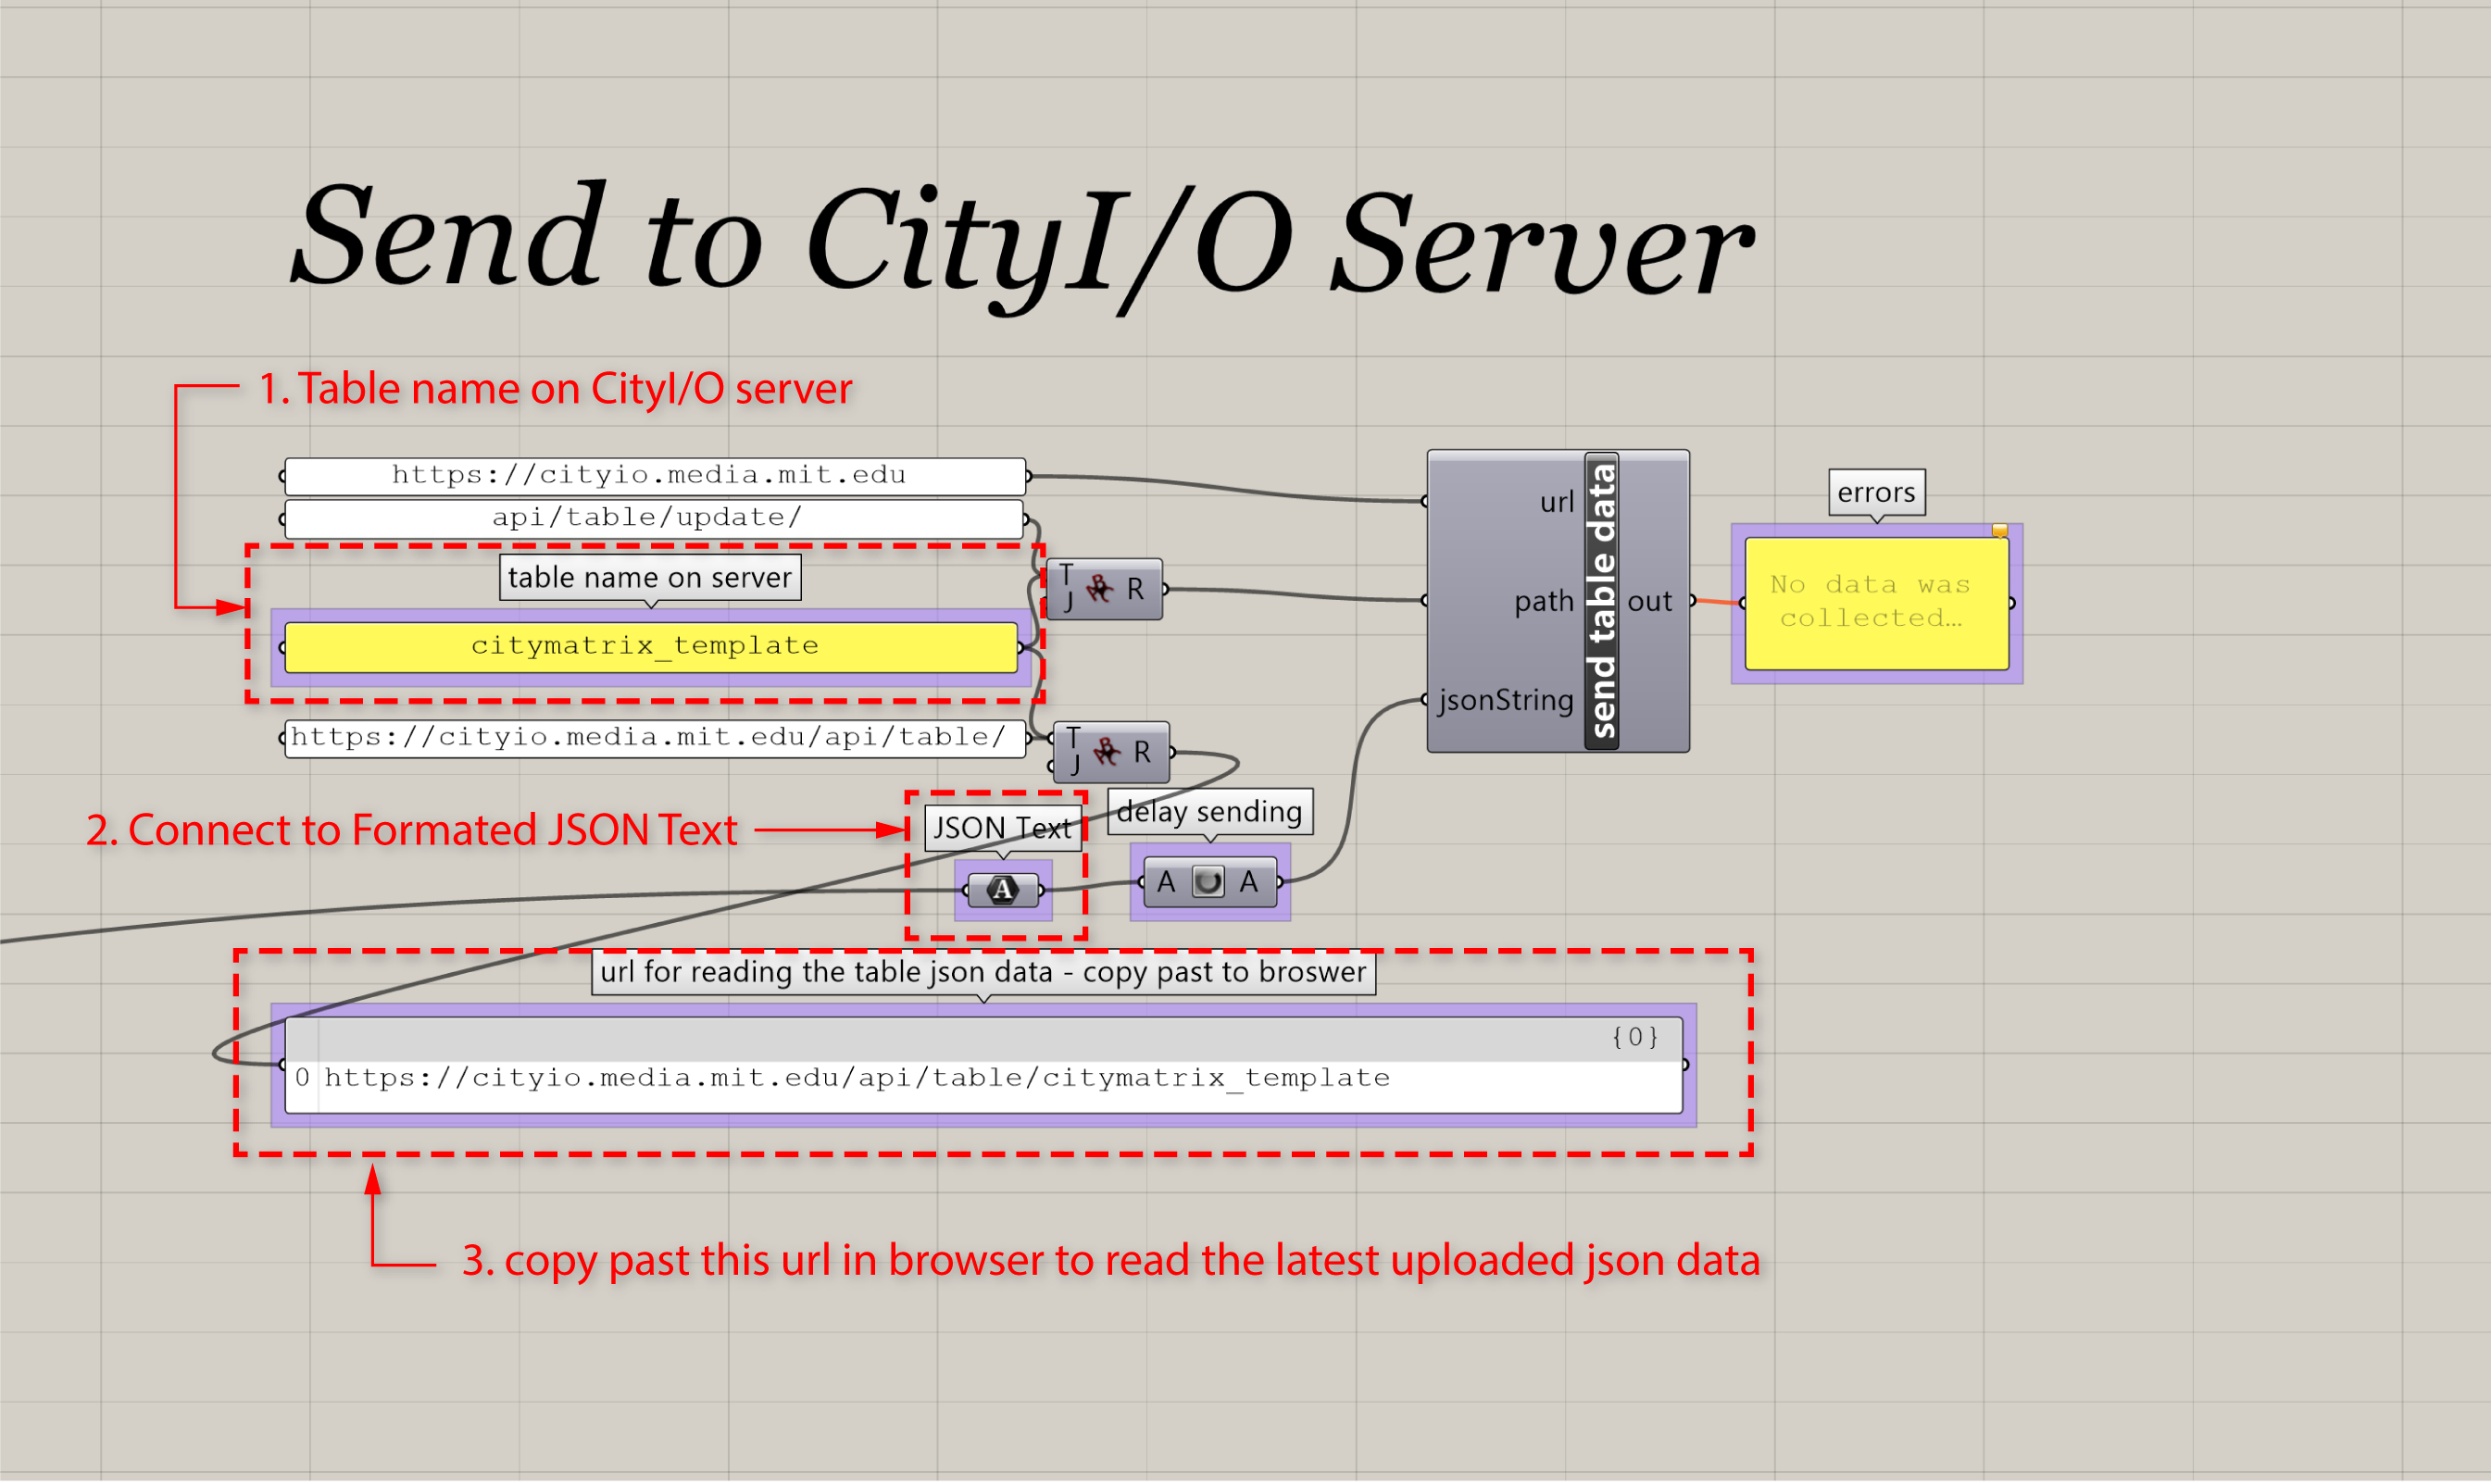 Send to CityI/O Server
1. Table name on CityI/O server
https://cityio.media.mit.edu
api/table/update/
table name on server
citymatrix_template
https://cityio.media.mit.edu/api/table/
T
J
R
T
J
R
url
path
jsonString
send table data
out
errors
No data was
collected…
2. Connect to Formated JSON Text
JSON Text
A
delay sending
A
A
url for reading the table json data - copy past to broswer
{0}
0 https://cityio.media.mit.edu/api/table/citymatrix_template
3. copy past this url in browser to read the latest uploaded json data